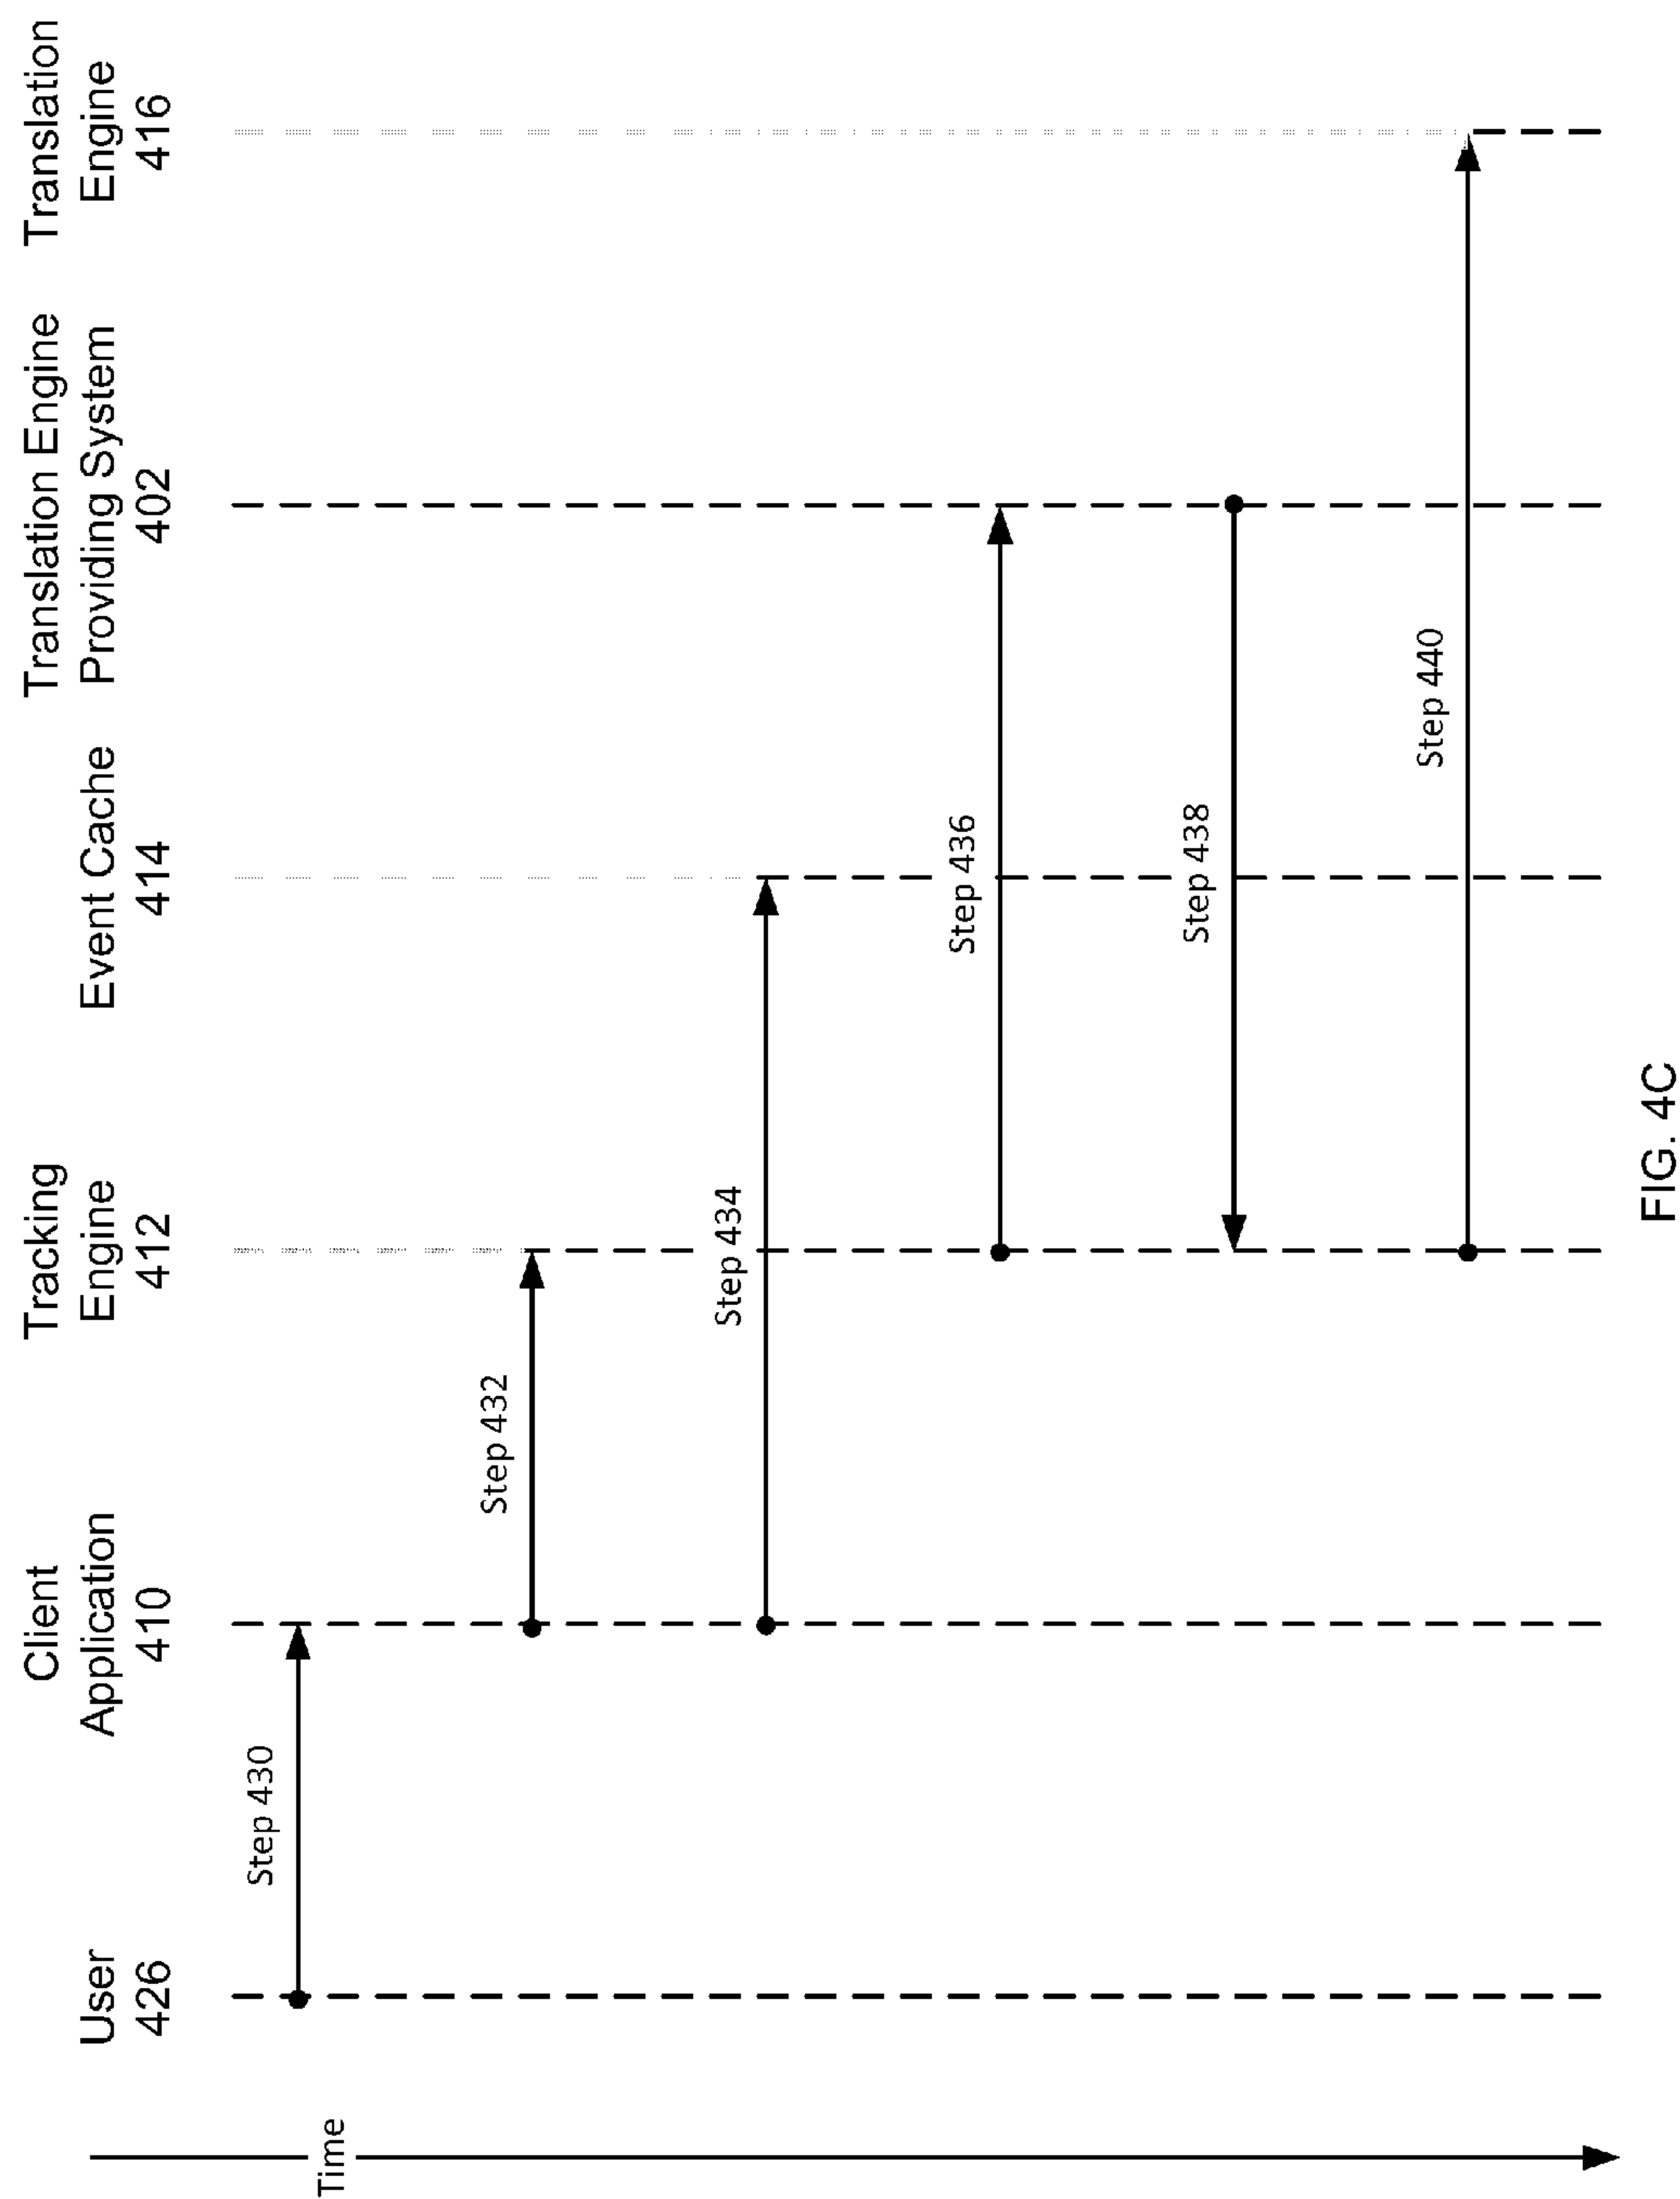 User
426
Client
Application
410
Tracking
Engine
412
Event Cache
414
Translation Engine
Providing System
402
Translation
Engine
416
Time
Step 430
Step 432
Step 434
Step 436
Step 438
Step 440
FIG. 4C